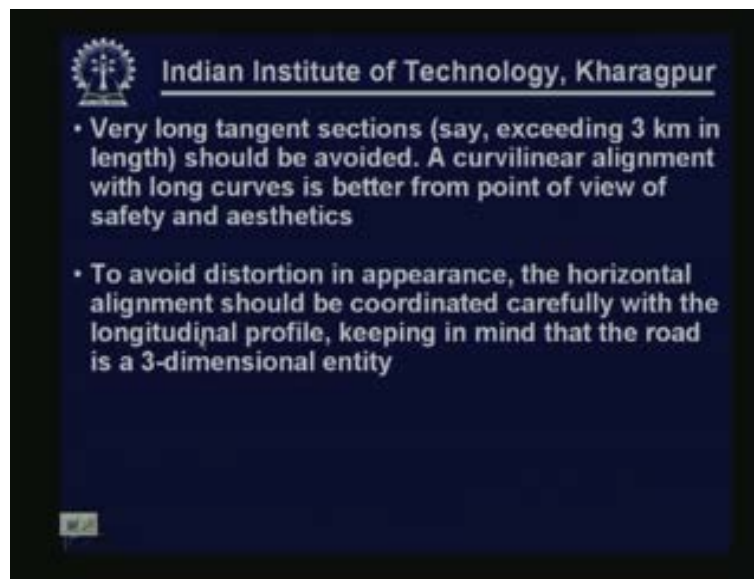 Indian Institute of Technology, Kharagpur
• Very long tangent sections (say, exceeding 3 km in
length) should be avoided. A curvilinear alignment
with long curves is better from point of view of
safety and aesthetics
• To avoid distortion in appearance, the horizontal
alignment should be coordinated carefully with the
longitudinal profile, keeping in mind that the road
is a 3-dimensional entity